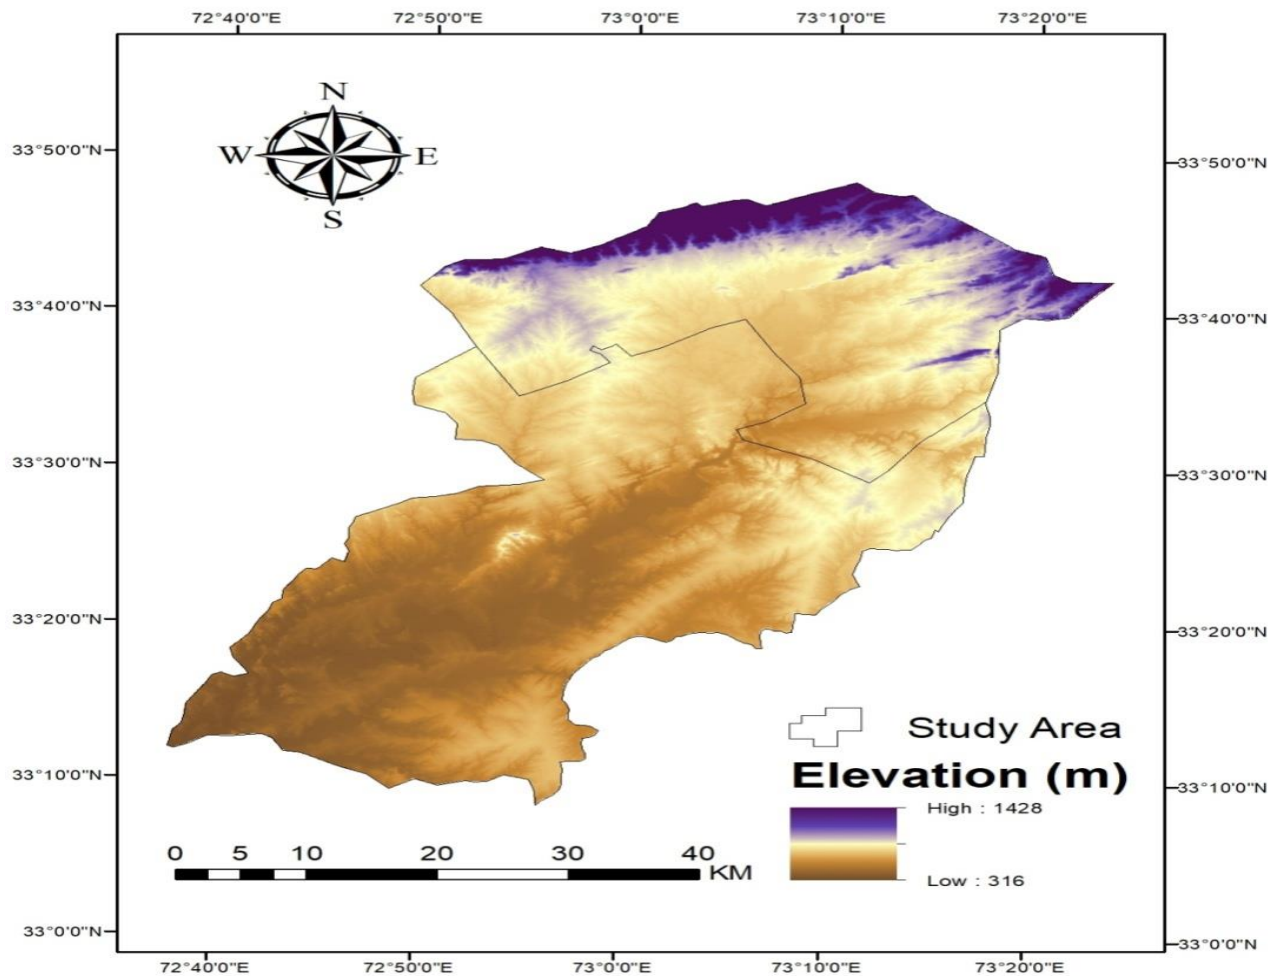 72°40'0"E 72°50'0"E 73°0'0"E 73°10'0"E 73°20'0"E
N
33°50'0"N
W E
33°50'0"N
S
33°40'0"N
33°40'0"N
33°30'0"N
33°30'0"N
33°20'0"N
33°20'0"N
Study Area
Elevation (m)
33°10'0"N
33°10'0"N
High : 1428
0 5 10 20 30 40
KM
Low : 316
33°0'0"N
33°0'0"N
72°40'0"E 72°50'0"E 73°0'0"E 73°10'0"E 73°20'0"E